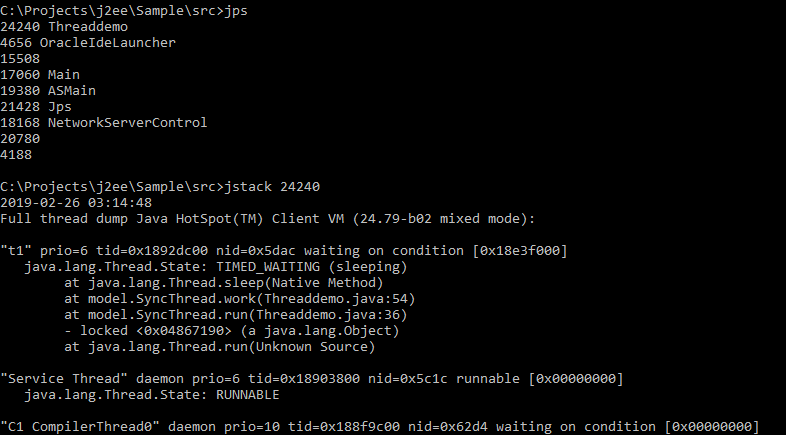 C:\Projects\j2ee\Sample\src>jps
24240 Threaddemo
4656 OracleIdeLauncher
15508
17060 Main
19380 ASMain
21428 Jps
18168 NetworkServerControl
20780
4188
C:\Projects\j2ee\Sample\src>jstack 24240
2019-02-26 03:14:48
Full thread dump Java HotSpot(TM) Client VM (24.79-b02 mixed mode):
"t1" prio=6 tid=0x1892dc00 nid=0x5dac waiting on condition [0x18e3f000]
java.lang.Thread.State: TIMED_WAITING (sleeping)
at java.lang.Thread.sleep(Native Method)
at model.SyncThread.work(Threaddemo.java:54)
at model.SyncThread.run(Threaddemo.java:36)
- locked <0x04867190> (a java.lang.Object)
at java.lang.Thread.run(Unknown Source)
"Service Thread" daemon prio=6 tid=0x18903800 nid=0x5c1c runnable [0x00000000]
java.lang.Thread.State: RUNNABLE
"C1 CompilerThread0" daemon prio=10 tid=0x188f9c00 nid=0x62d4 waiting on condition [0x00000000]